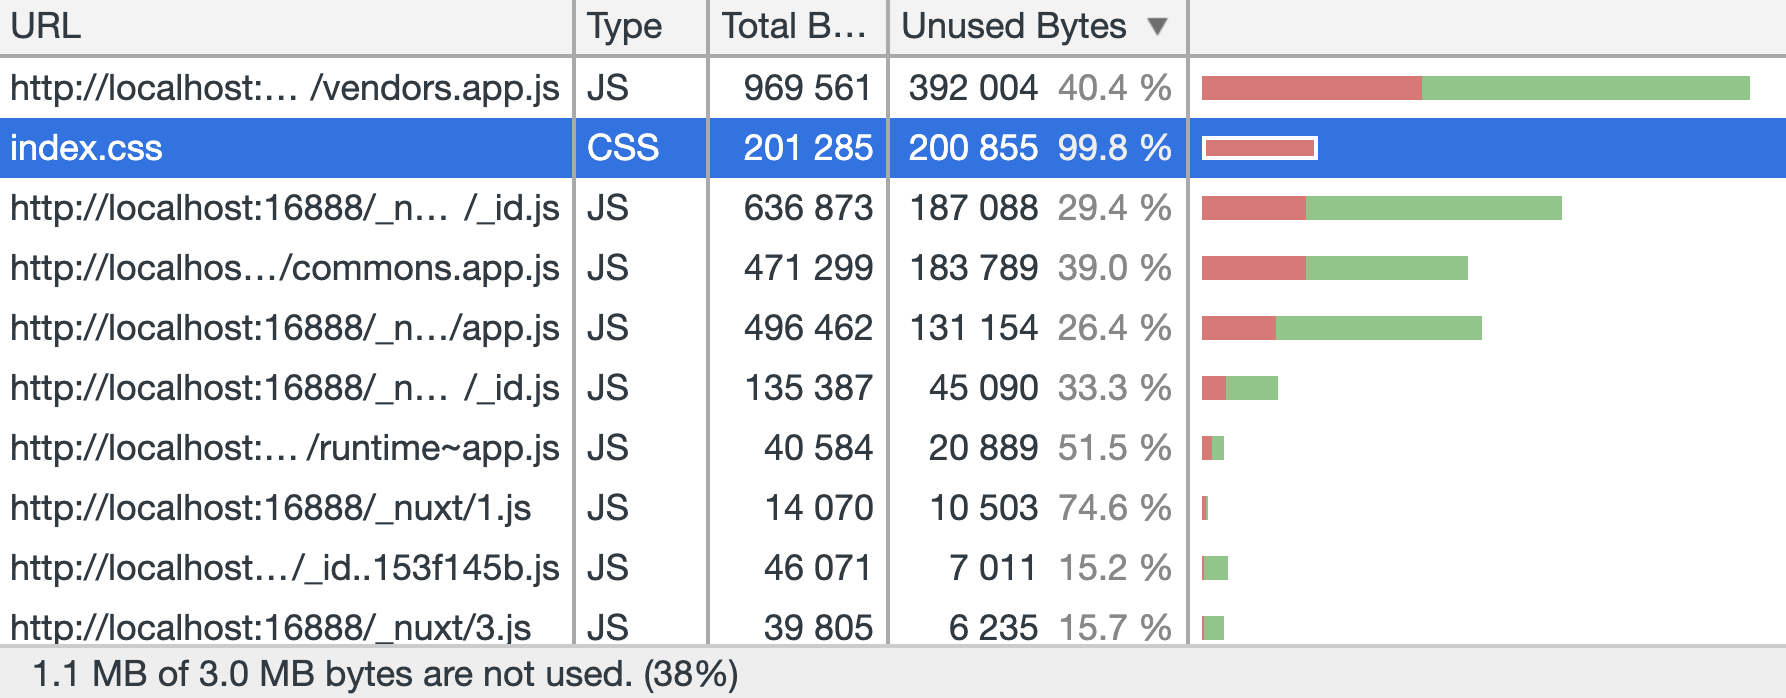 URL Type Total B… Unused Bytes ▼
http://localhost:… /vendors.app.js JS 969 561 392 004 40.4 %
index.css CSS 201 285 200 855 99.8 %
http://localhost:16888/_n… /_id.js JS 636 873 187 088 29.4 %
http://localhos…/commons.app.js JS 471 299 183 789 39.0 %
http://localhost:16888/_n…/app.js JS 496 462 131 154 26.4 %
http://localhost:16888/_n… /_id.js JS 135 387 45 090 33.3 %
http://localhost:… /runtime~app.js JS 40 584 20 889 51.5 %
http://localhost:16888/_nuxt/1.js JS 14 070 10 503 74.6 %
http://localhost…/_id..153f145b.js JS 46 071 7 011 15.2 %
http://localhost:16888/_nuxt/3.js JS 39 805 6 235 15.7 %
1.1 MB of 3.0 MB bytes are not used. (38%)